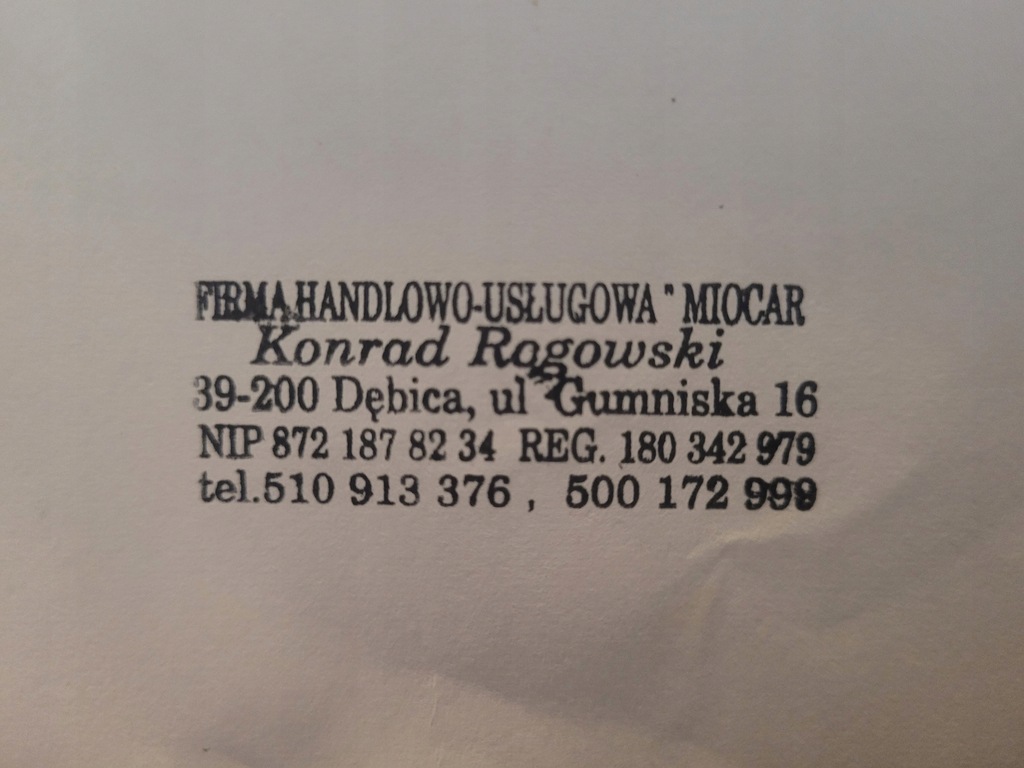 FIRMA HANDLOWO-USŁUGOWA " MIOCAR
Konrad Rogowski
39-200 Dębica, ul Gumniska 16
NIP 872 187 82 34 REG. 180 342 979
tel.510 913 376 , 500 172 999